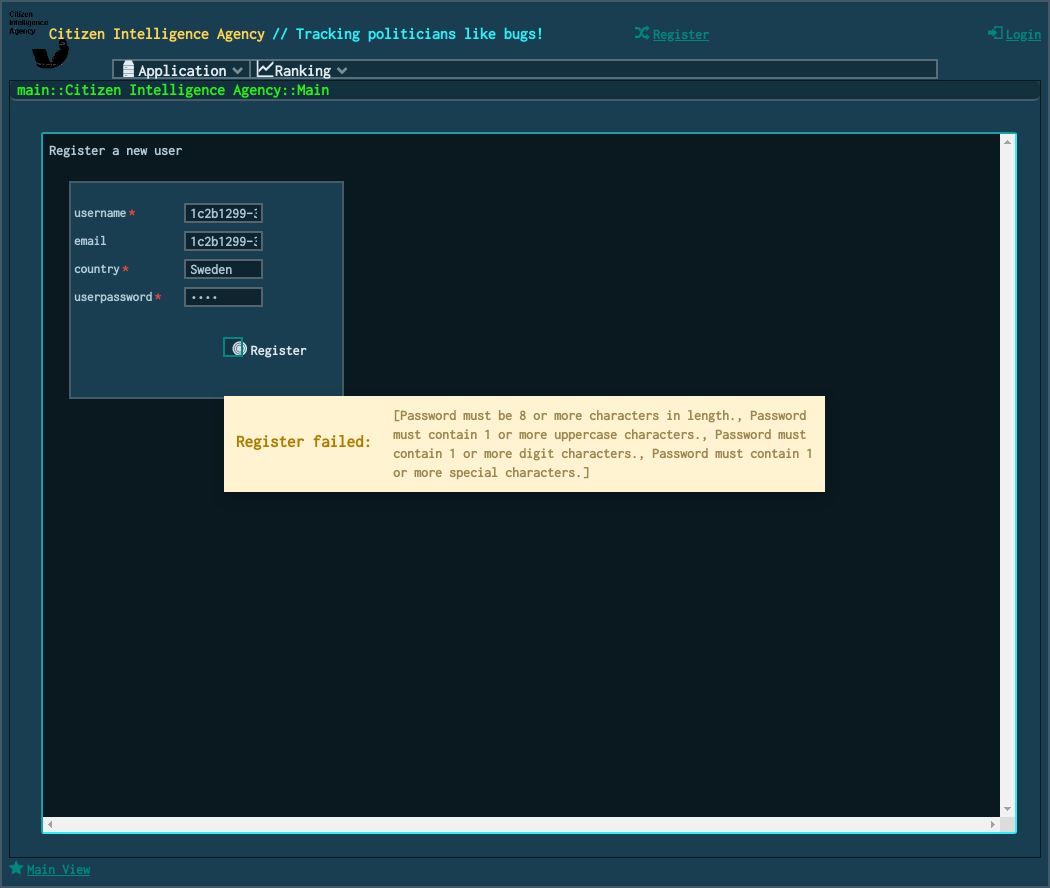 Citizen
Intelligence
Agency
Citizen Intelligence Agency // Tracking politicians like bugs!
Register
Login
Application
Ranking
main::Citizen Intelligence Agency::Main
Register a new user
username*
1c2b1299-3
email
1c2b1299-3
country*
Sweden
userpassword*
••••
Register
Register failed:
[Password must be 8 or more characters in length., Password
must contain 1 or more uppercase characters., Password must
contain 1 or more digit characters., Password must contain 1
or more special characters.]
Main View